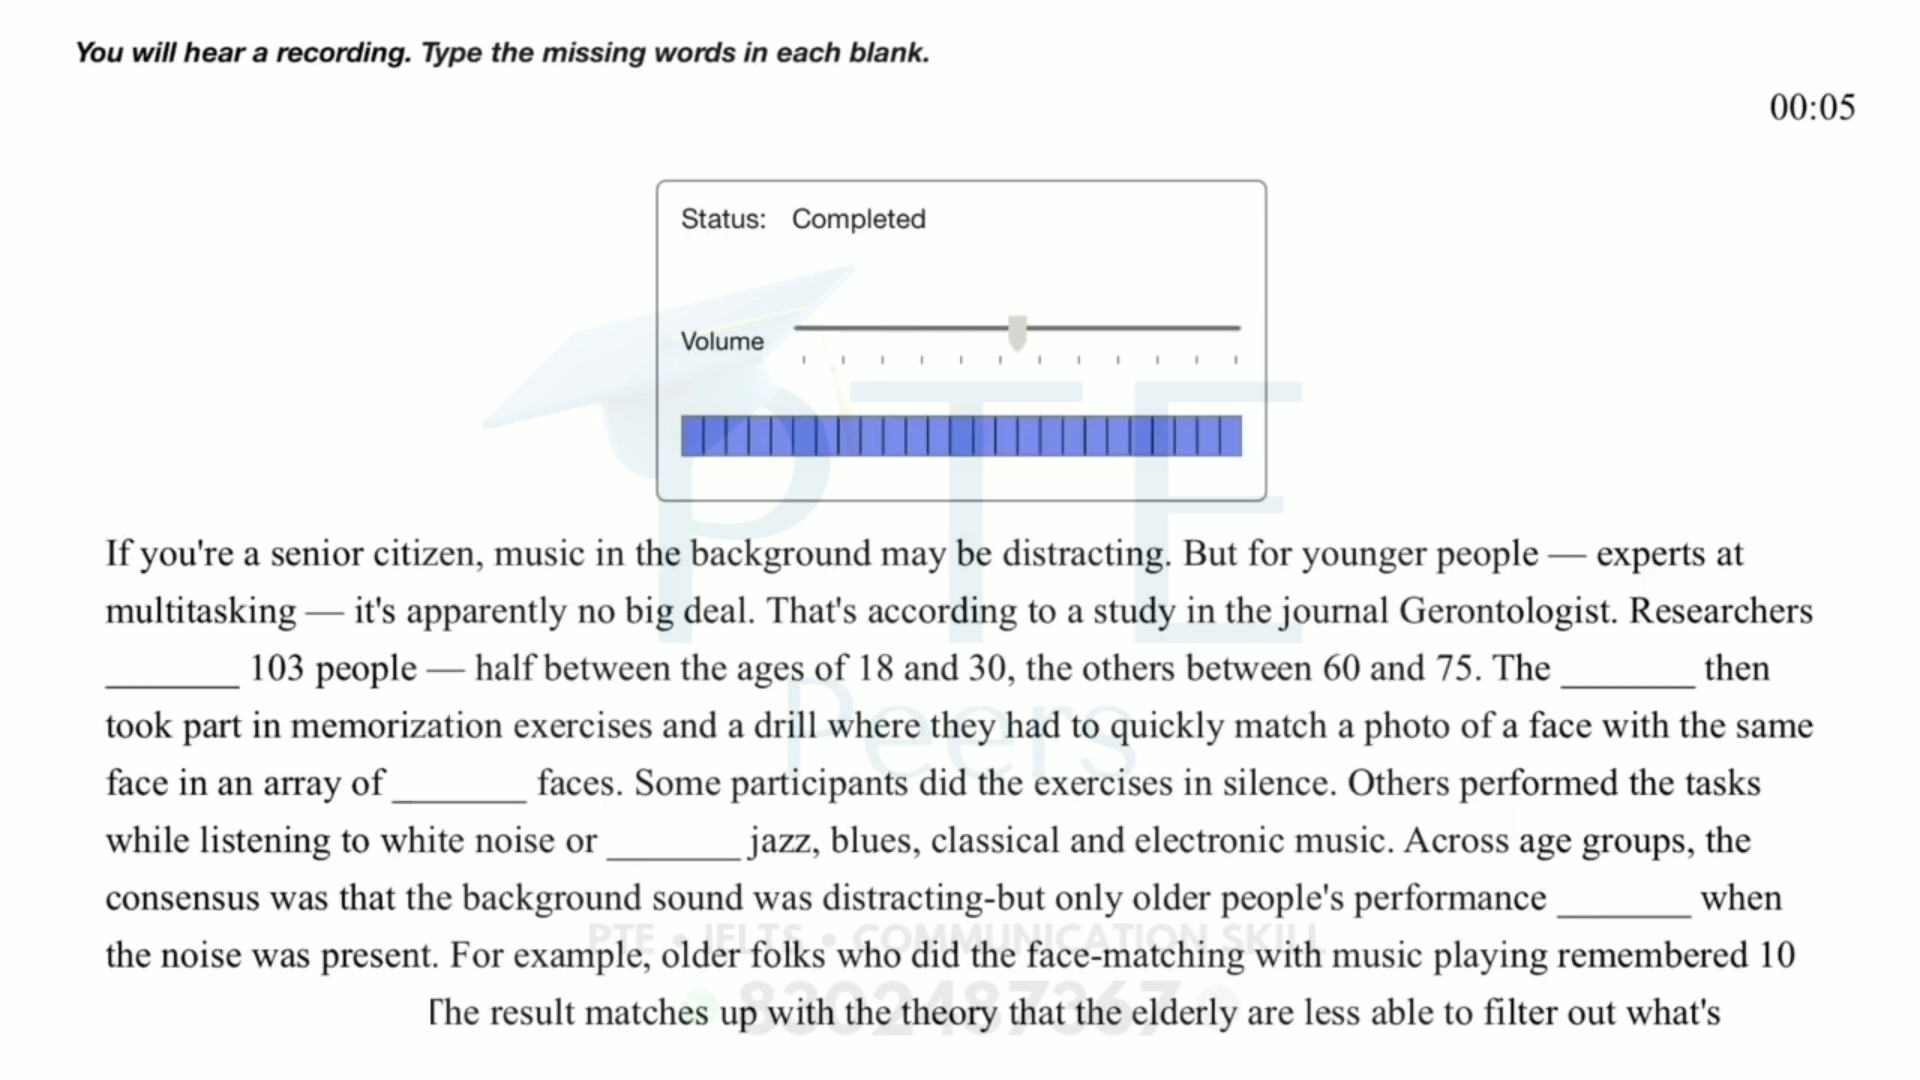 You will hear a recording. Type the missing words in each blank.
00:05
Status: Completed
Volume
If you're a senior citizen, music in the background may be distracting. But for younger people — experts at
multitasking — it's apparently no big deal. That's according to a study in the journal Gerontologist. Researchers
_______ 103 people — half between the ages of 18 and 30, the others between 60 and 75. The _______ then
took part in memorization exercises and a drill where they had to quickly match a photo of a face with the same
face in an array of _______ faces. Some participants did the exercises in silence. Others performed the tasks
while listening to white noise or _______ jazz, blues, classical and electronic music. Across age groups, the
consensus was that the background sound was distracting-but only older people's performance _______ when
the noise was present. For example, older folks who did the face-matching with music playing remembered 10
The result matches up with the theory that the elderly are less able to filter out what's
PTE
Peers
PTE • IELTS • COMMUNICATION SKILL
8302487367